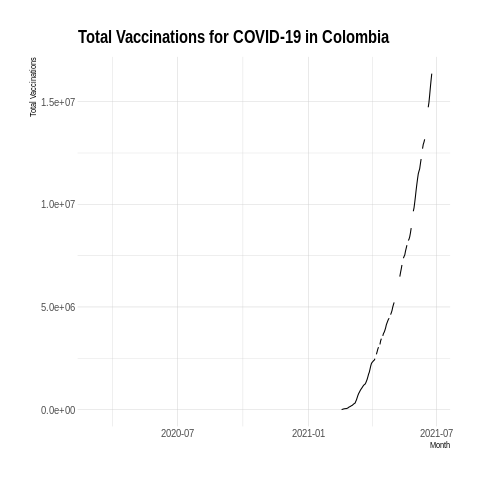 Total Vaccinations for COVID-19 in Colombia
Total Vaccinations
1.5e+07
1.0e+07
5.0e+06
0.0e+00
2020-07
2021-01
2021-07
Month